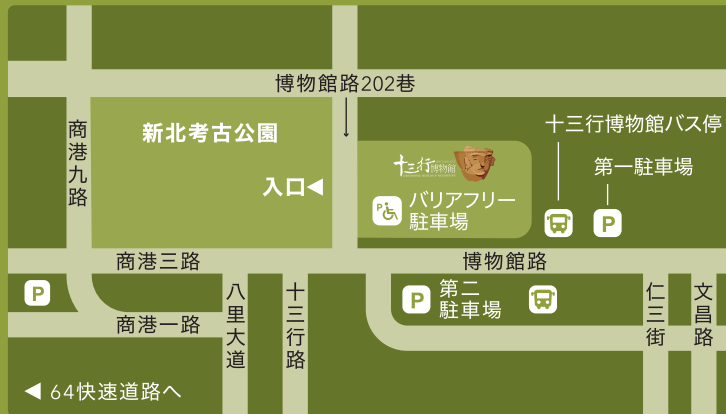 博物館路202巷
商港九路
新北考古公園
入口◀
十三行博物館
バリアフリー
駐車場
十三行博物館バス停
第一駐車場
P
P
商港三路
博物館路
P
八里大道
十三行路
P
第二
駐車場
仁三街
文昌路
商港一路
◀ 64快速道路へ